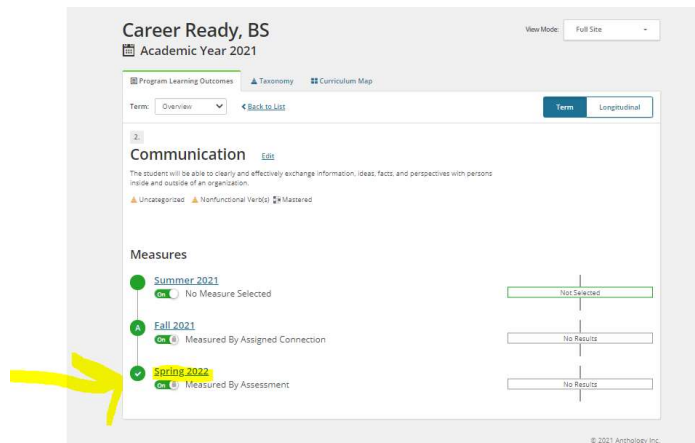 Career Ready, BS
View Mode: Full Site
Academic Year 2021
Program Learning Outcomes Taxonomy Curriculum Map
Term: Overview Back to List Term Longitudinal
2.
Communication Edit
The student will be able to clearly and effectively exchange information, ideas, facts, and perspectives with persons
inside and outside of an organization.
Uncategorized Nonfunctional Verb(s) Mastered
Measures
Summer 2021
On No Measure Selected Not Selected
A Fall 2021
On Measured By Assigned Connection No Results
Spring 2022
On Measured By Assessment No Results
© 2021 Anthology Inc.